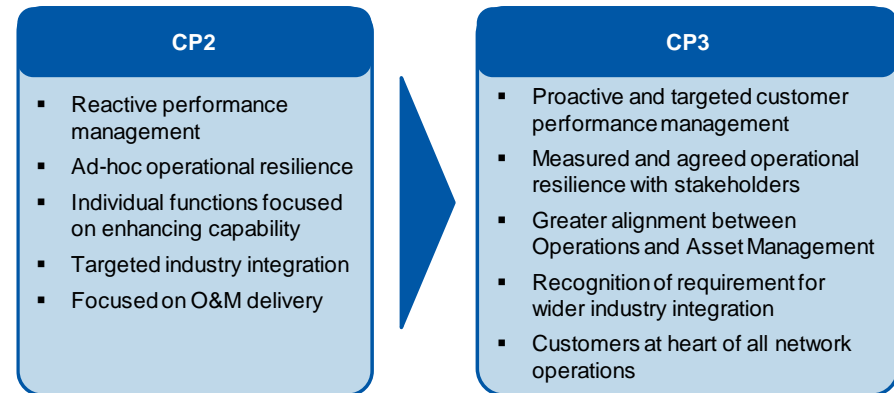 CP2
▪ Reactive performance
management
▪ Ad-hoc operational resilience
▪ Individual functions focused
on enhancing capability
▪ Targeted industry integration
▪ Focused on O&M delivery
CP3
▪ Proactive and targeted customer
performance management
▪ Measured and agreed operational
resilience with stakeholders
▪ Greater alignment between
Operations and Asset Management
▪ Recognition of requirement for
wider industry integration
▪ Customers at heart of all network
operations